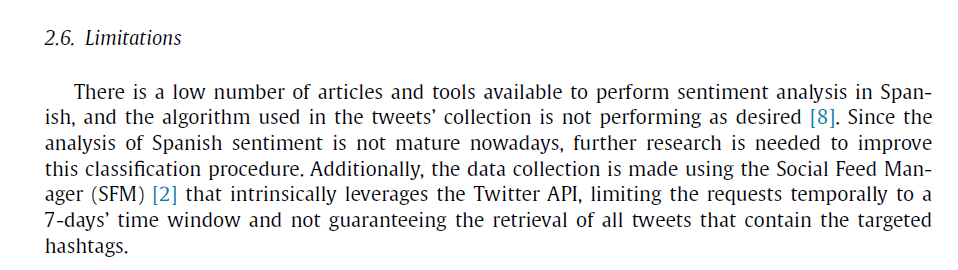 2.6. Limitations
There is a low number of articles and tools available to perform sentiment analysis in Span-
ish, and the algorithm used in the tweets’ collection is not performing as desired [8]. Since the
analysis of Spanish sentiment is not mature nowadays, further research is needed to improve
this classification procedure. Additionally, the data collection is made using the Social Feed Man-
ager (SFM) [2] that intrinsically leverages the Twitter API, limiting the requests temporally to a
7-days’ time window and not guaranteeing the retrieval of all tweets that contain the targeted
hashtags.